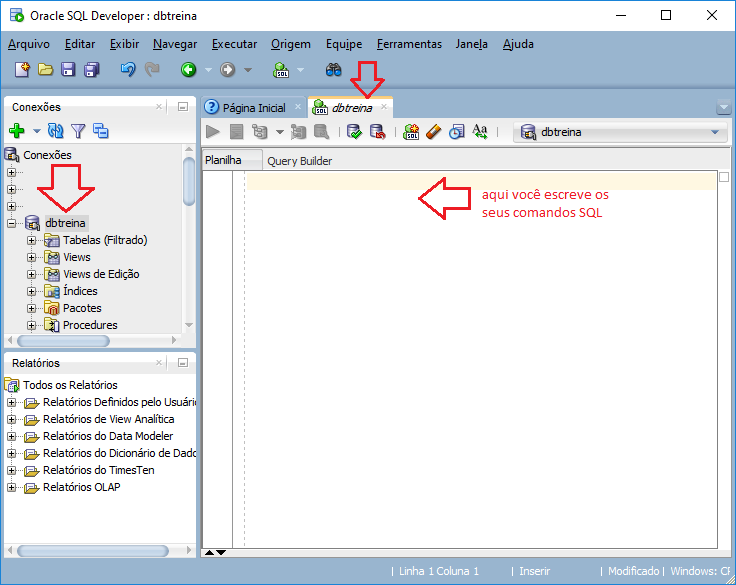 Oracle SQL Developer : dbtreina
Arquivo Editar Exibir Navegar Executar Origem Equipe Ferramentas Janela Ajuda
Conexões
Página Inicial
dbtreina
dbtreina
Planilha
Query Builder
Conexões
dbtreina
Tabelas (Filtrado)
Views
Views de Edição
Índices
Pacotes
Procedures
aqui você escreve os
seus comandos SQL
Relatórios
Todos os Relatórios
Relatórios Definidos pelo Usuári
Relatórios de View Analítica
Relatórios do Data Modeler
Relatórios do Dicionário de Dado
Relatórios do TimesTen
Relatórios OLAP
| Linha 1 Coluna 1 | Inserir | Modificado | Windows: CF